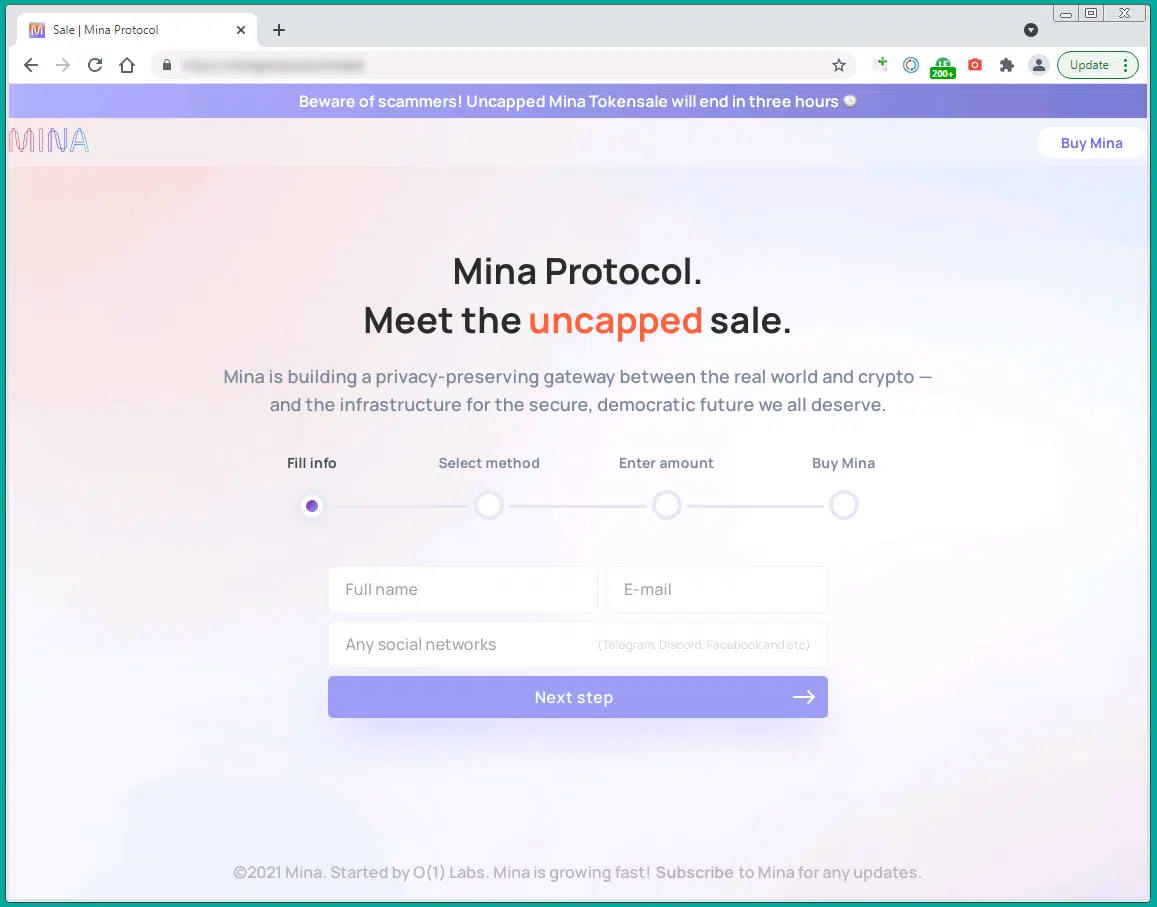 Sale | Mina Protocol
Update
200+
Beware of scammers! Uncapped Mina Tokensale will end in three hours
MINA
Buy Mina
Mina Protocol.
Meet the uncapped sale.
Mina is building a privacy-preserving gateway between the real world and crypto —
and the infrastructure for the secure, democratic future we all deserve.
Fill info
Select method
Enter amount
Buy Mina
Full name
E-mail
Any social networks
(Telegram, Discord, Facebook and etc)
Next step
©2021 Mina. Started by O(1) Labs. Mina is growing fast! Subscribe to Mina for any updates.